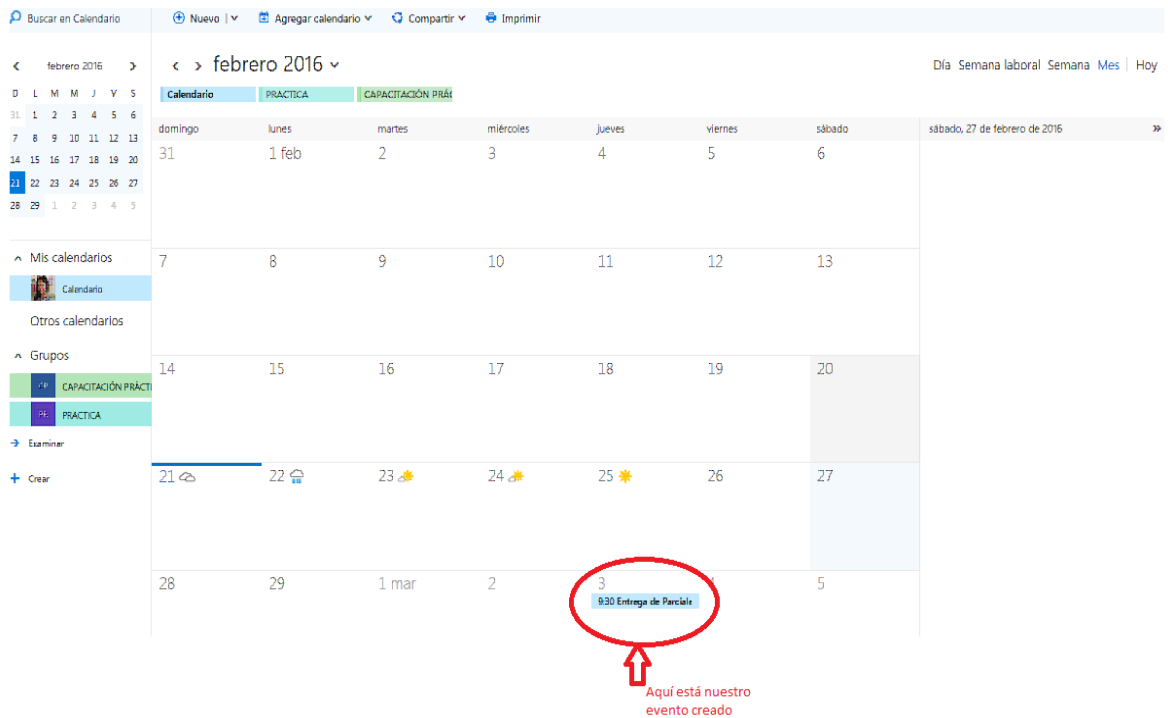 Buscar en Calendario
Nuevo
Agregar calendario
Compartir
Imprimir
febrero 2016
D L M M J V S
31 1 2 3 4 5 6
7 8 9 10 11 12 13
14 15 16 17 18 19 20
21 22 23 24 25 26 27
28 29 1 2 3 4 5
Mis calendarios
Calendario
Otros calendarios
Grupos
CAPACITACIÓN PRÁCTI
PRACTICA
Examinar
Crear
febrero 2016
Día Semana laboral Semana Mes Hoy
Calendario PRACTICA CAPACITACIÓN PRÁC
domingo lunes martes miércoles jueves viernes sábado
31 1 feb 2 3 4 5 6
7 8 9 10 11 12 13
14 15 16 17 18 19 20
21 22 23 24 25 26 27
28 29 1 mar 2 3 4 5
9:30 Entrega de Parciale
sábado, 27 de febrero de 2016
Aquí está nuestro
evento creado